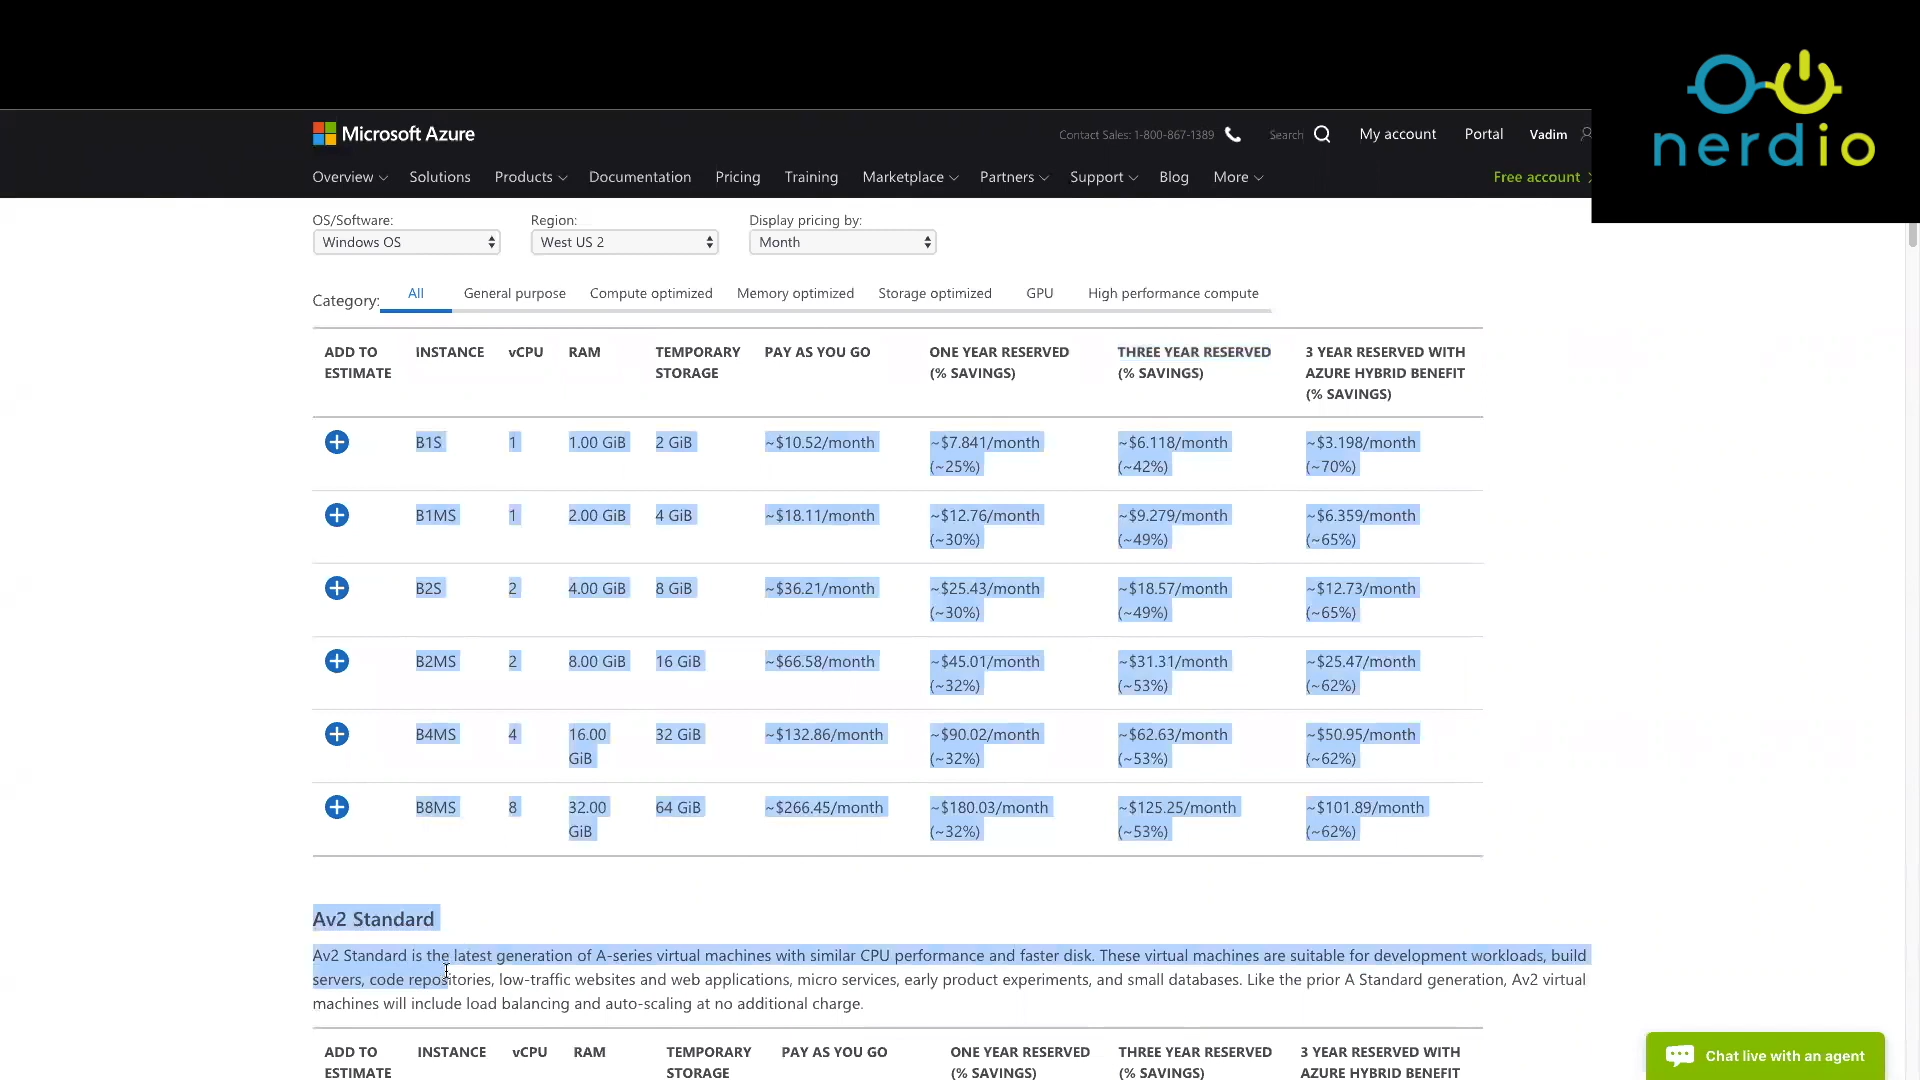 nerdio
Microsoft Azure
Contact Sales: 1-800-867-1389 Search My account Portal Vadim
Overview Solutions Products Documentation Pricing Training Marketplace Partners Support Blog More Free account
OS/Software: Region: Display pricing by:
Windows OS West US 2 Month
Category: All General purpose Compute optimized Memory optimized Storage optimized GPU High performance compute
ADD TO INSTANCE vCPU RAM TEMPORARY PAY AS YOU GO ONE YEAR RESERVED THREE YEAR RESERVED 3 YEAR RESERVED WITH
ESTIMATE STORAGE (% SAVINGS) (% SAVINGS) AZURE HYBRID BENEFIT
(% SAVINGS)
B1S 1 1.00 GiB 2 GiB ~$10.52/month ~$7.841/month ~$6.118/month ~$3.198/month
(~25%) (~42%) (~70%)
B1MS 1 2.00 GiB 4 GiB ~$18.11/month ~$12.76/month ~$9.279/month ~$6.359/month
(~30%) (~49%) (~65%)
B2S 2 4.00 GiB 8 GiB ~$36.21/month ~$25.43/month ~$18.57/month ~$12.73/month
(~30%) (~49%) (~65%)
B2MS 2 8.00 GiB 16 GiB ~$66.58/month ~$45.01/month ~$31.31/month ~$25.47/month
(~32%) (~53%) (~62%)
B4MS 4 16.00 32 GiB ~$132.86/month ~$90.02/month ~$62.63/month ~$50.95/month
GiB (~32%) (~53%) (~62%)
B8MS 8 32.00 64 GiB ~$266.45/month ~$180.03/month ~$125.25/month ~$101.89/month
GiB (~32%) (~53%) (~62%)
Av2 Standard
Av2 Standard is the latest generation of A-series virtual machines with similar CPU performance and faster disk. These virtual machines are suitable for development workloads, build
servers, code repositories, low-traffic websites and web applications, micro services, early product experiments, and small databases. Like the prior A Standard generation, Av2 virtual
machines will include load balancing and auto-scaling at no additional charge.
ADD TO INSTANCE vCPU RAM TEMPORARY PAY AS YOU GO ONE YEAR RESERVED THREE YEAR RESERVED 3 YEAR RESERVED WITH
ESTIMATE STORAGE (% SAVINGS) (% SAVINGS) AZURE HYBRID BENEFIT
Chat live with an agent